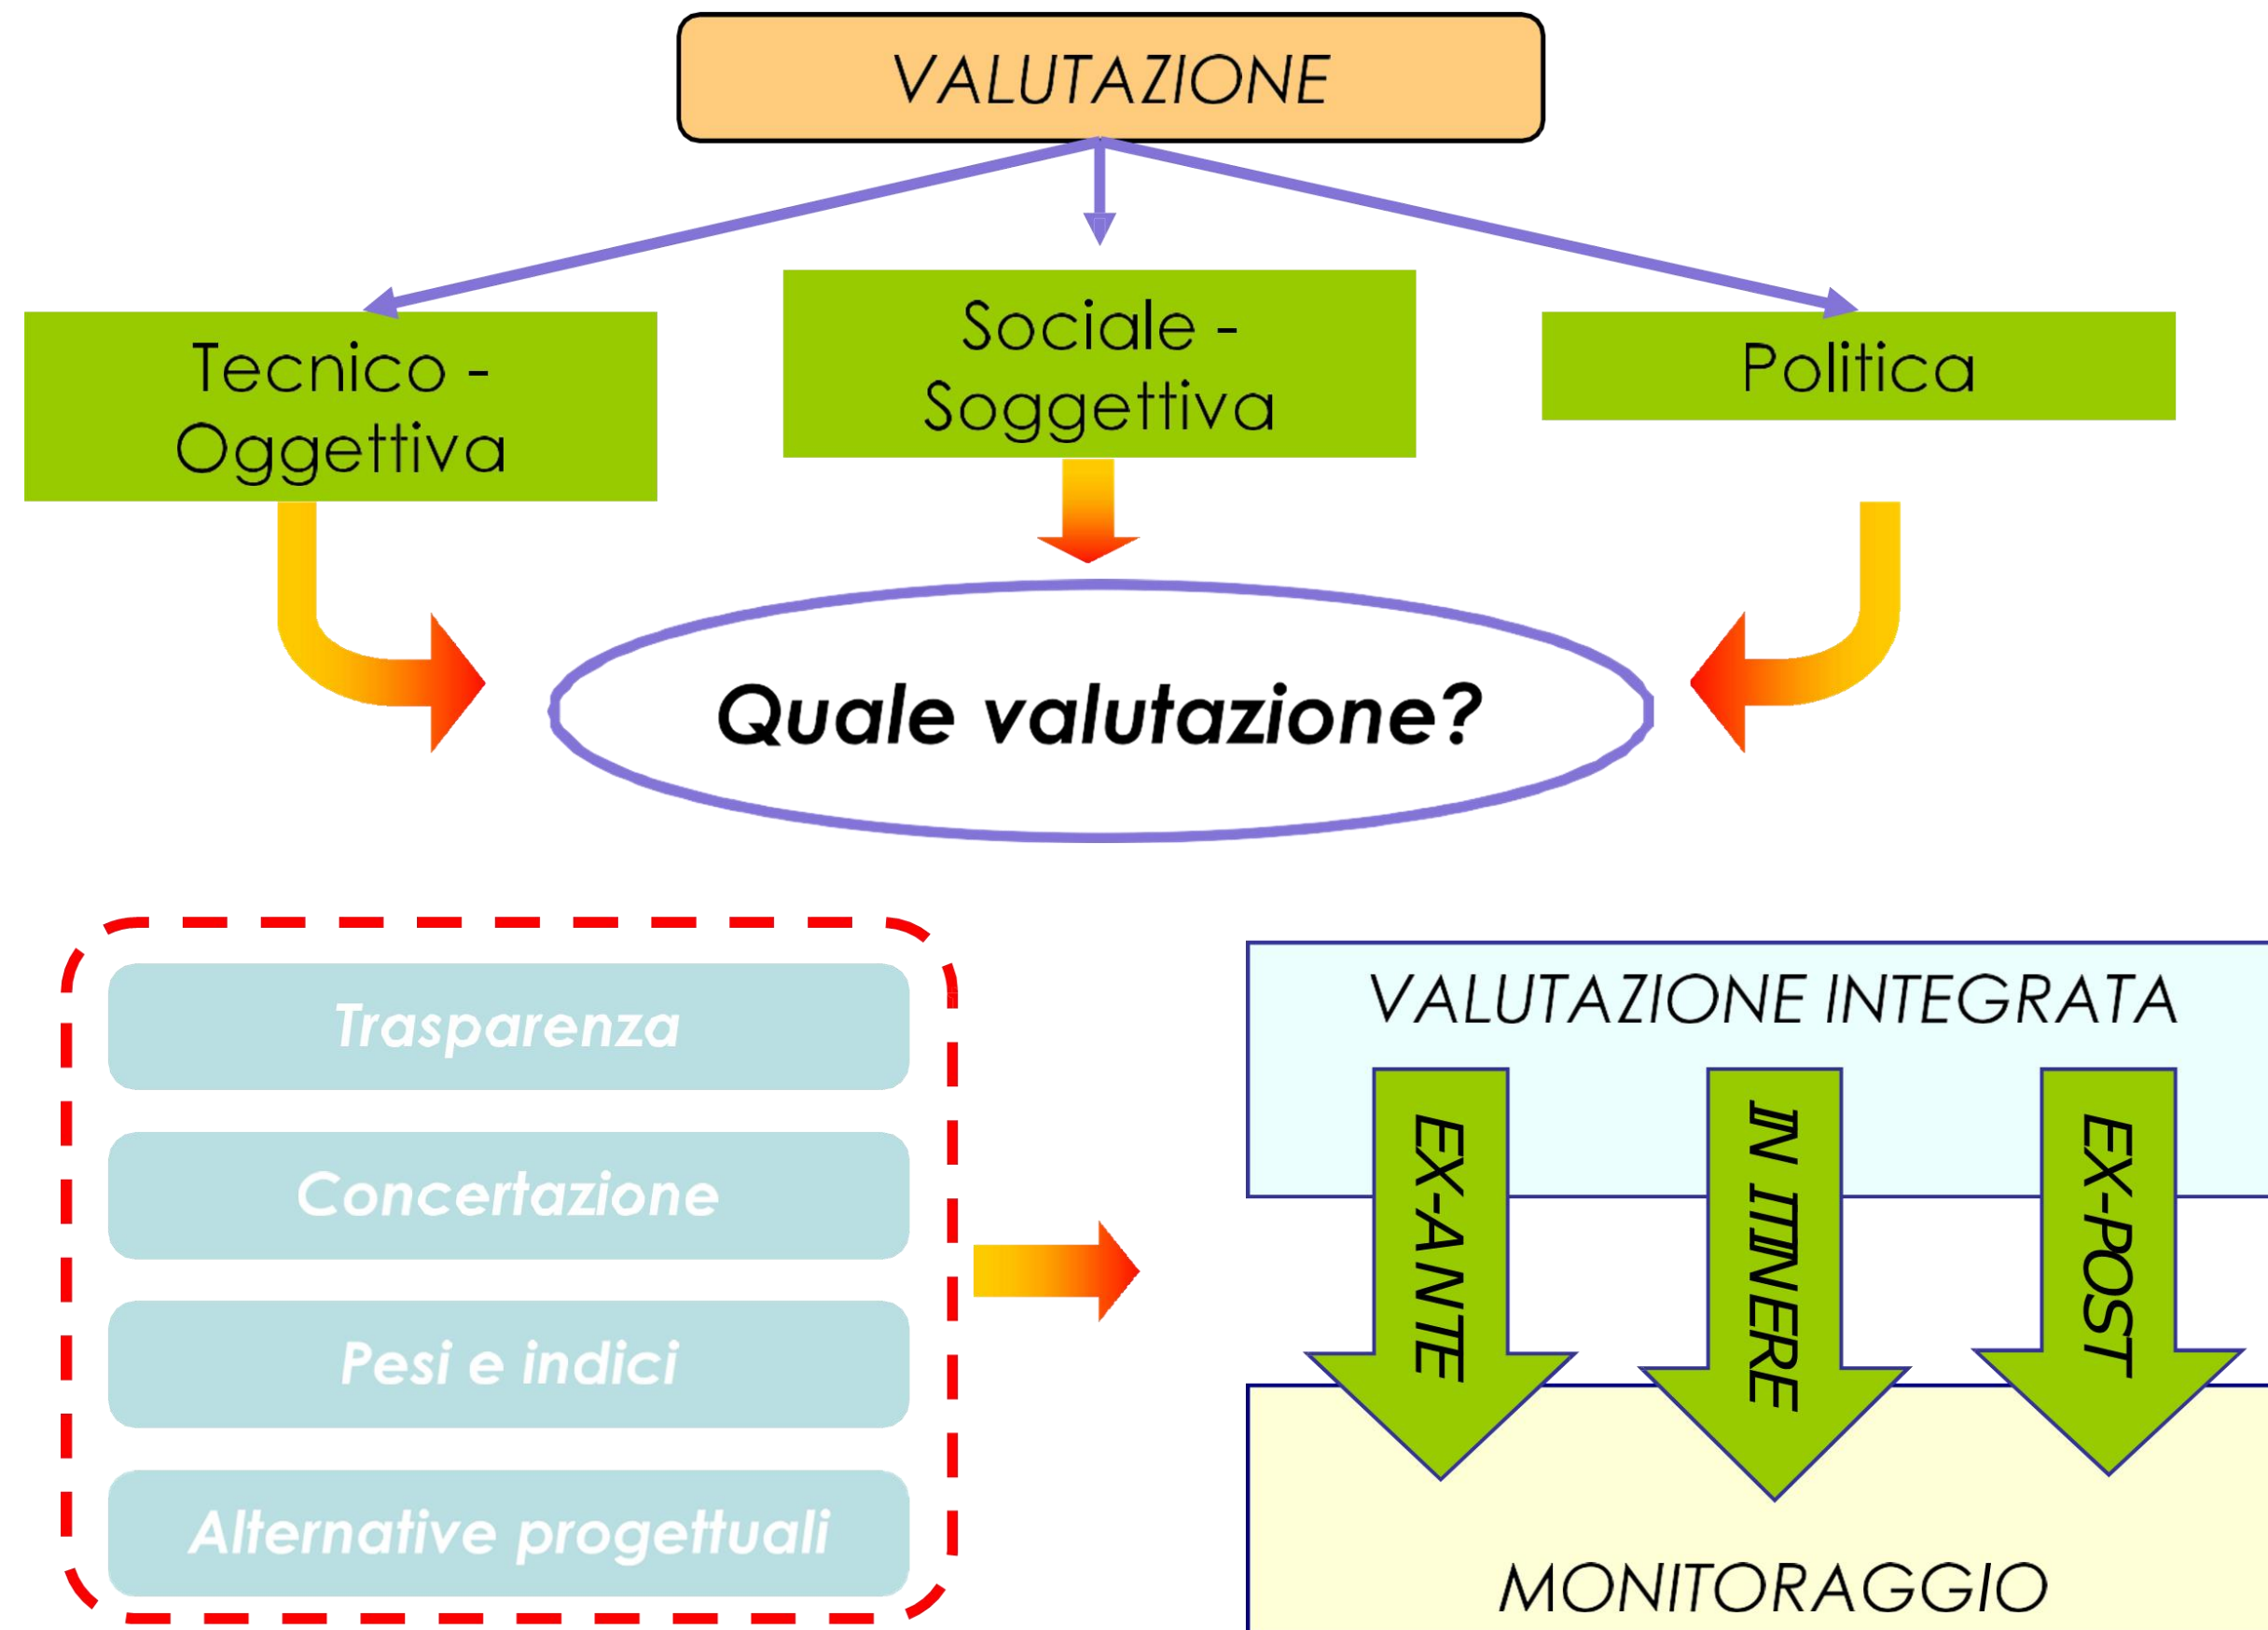 VALUTAZIONE
Tecnico -
Oggettiva
Sociale -
Soggettiva
Politica
Quale valutazione?
Trasparenza
Concertazione
Pesi e indici
Alternative progettuali
VALUTAZIONE INTEGRATA
EX-ANTE
IN ITINERE
EX-POST
MONITORAGGIO